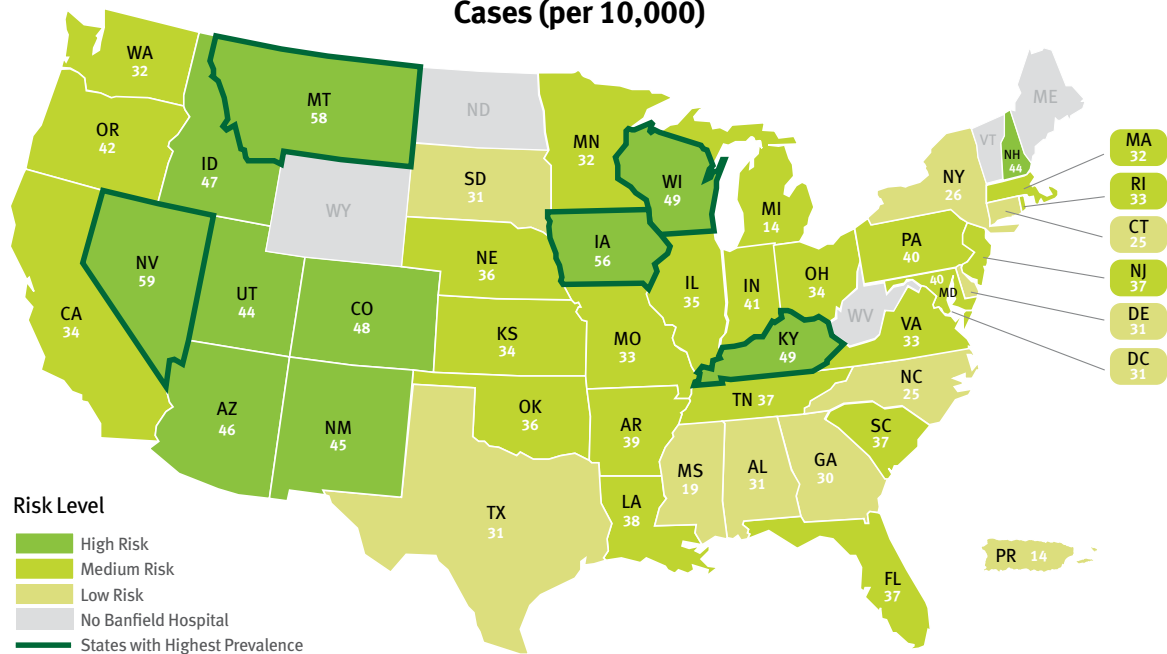 Cases (per 10,000)
WA
32
OR
42
CA
34
NV
59
ID
47
MT
58
WY
UT
44
CO
48
AZ
46
NM
45
ND
SD
31
NE
36
KS
34
OK
36
TX
31
MN
32
IA
56
MO
33
AR
39
LA
38
WI
49
IL
35
MI
14
IN
41
OH
34
KY
49
TN 37
MS
19
AL
31
GA
30
FL
37
SC
37
NC
25
VA
33
WV
40
MD
PA
40
NY
26
VT
NH
44
ME
MA
32
RI
33
CT
25
NJ
37
DE
31
DC
31
PR 14
Risk Level
High Risk
Medium Risk
Low Risk
No Banfield Hospital
States with Highest Prevalence